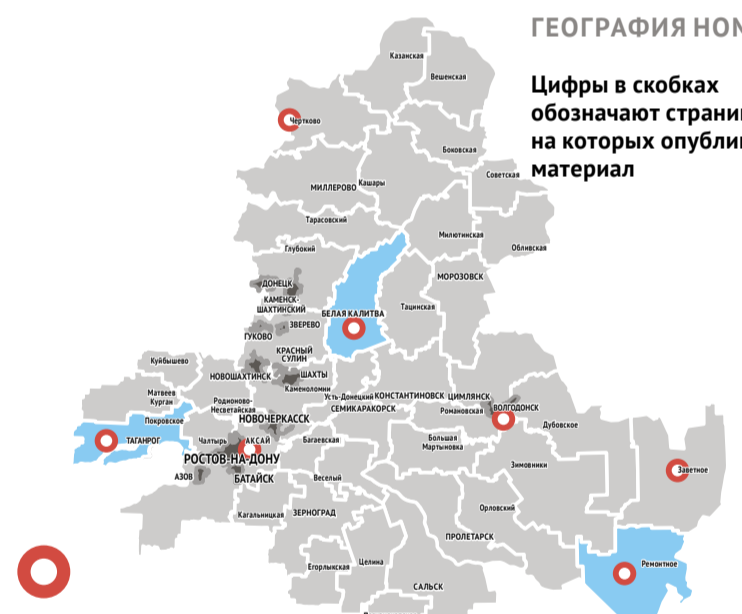 ГЕОГРАФИЯ НОМ
Цифры в скобках
обозначают страни
на которых опубли
материал
Казанская
Вешенская
Чертково
Боковская
Советская
МИЛЛЕРОВО
Кашары
Тарасовский
Милютинская
Обливская
Глубокий
МОРОЗОВСК
ДОНЕЦК
КАМЕНСК-
ШАХТИНСКИЙ
БЕЛАЯ КАЛИТВА
Тацинская
ЗВЕРЕВО
ГУКОВО
КРАСНЫЙ
СУЛИН
Куйбышево
НОВОШАХТИНСК
ШАХТЫ
Каменоломни
Матвеев
Курган
Родионово-
Несветайская
Усть-Донецкий
КОНСТАНТИНОВСК
ЦИМЛЯНСК
СЕМИКАРАКОРСК
Романовская
ВОЛГОДОНСК
Покровское
НОВОЧЕРКАССК
Дубовское
ТАГАНРОГ
Чалтырь
АКСАЙ
Багаевская
Большая
Мартыновка
РОСТОВ-НА-ДОНУ
Зимовники
Заветное
АЗОВ
БАТАЙСК
Веселый
Кагальницкая
ЗЕРНОГРАД
Орловский
ПРОЛЕТАРСК
Егорлыкская
Целина
Ремонтное
САЛЬСК